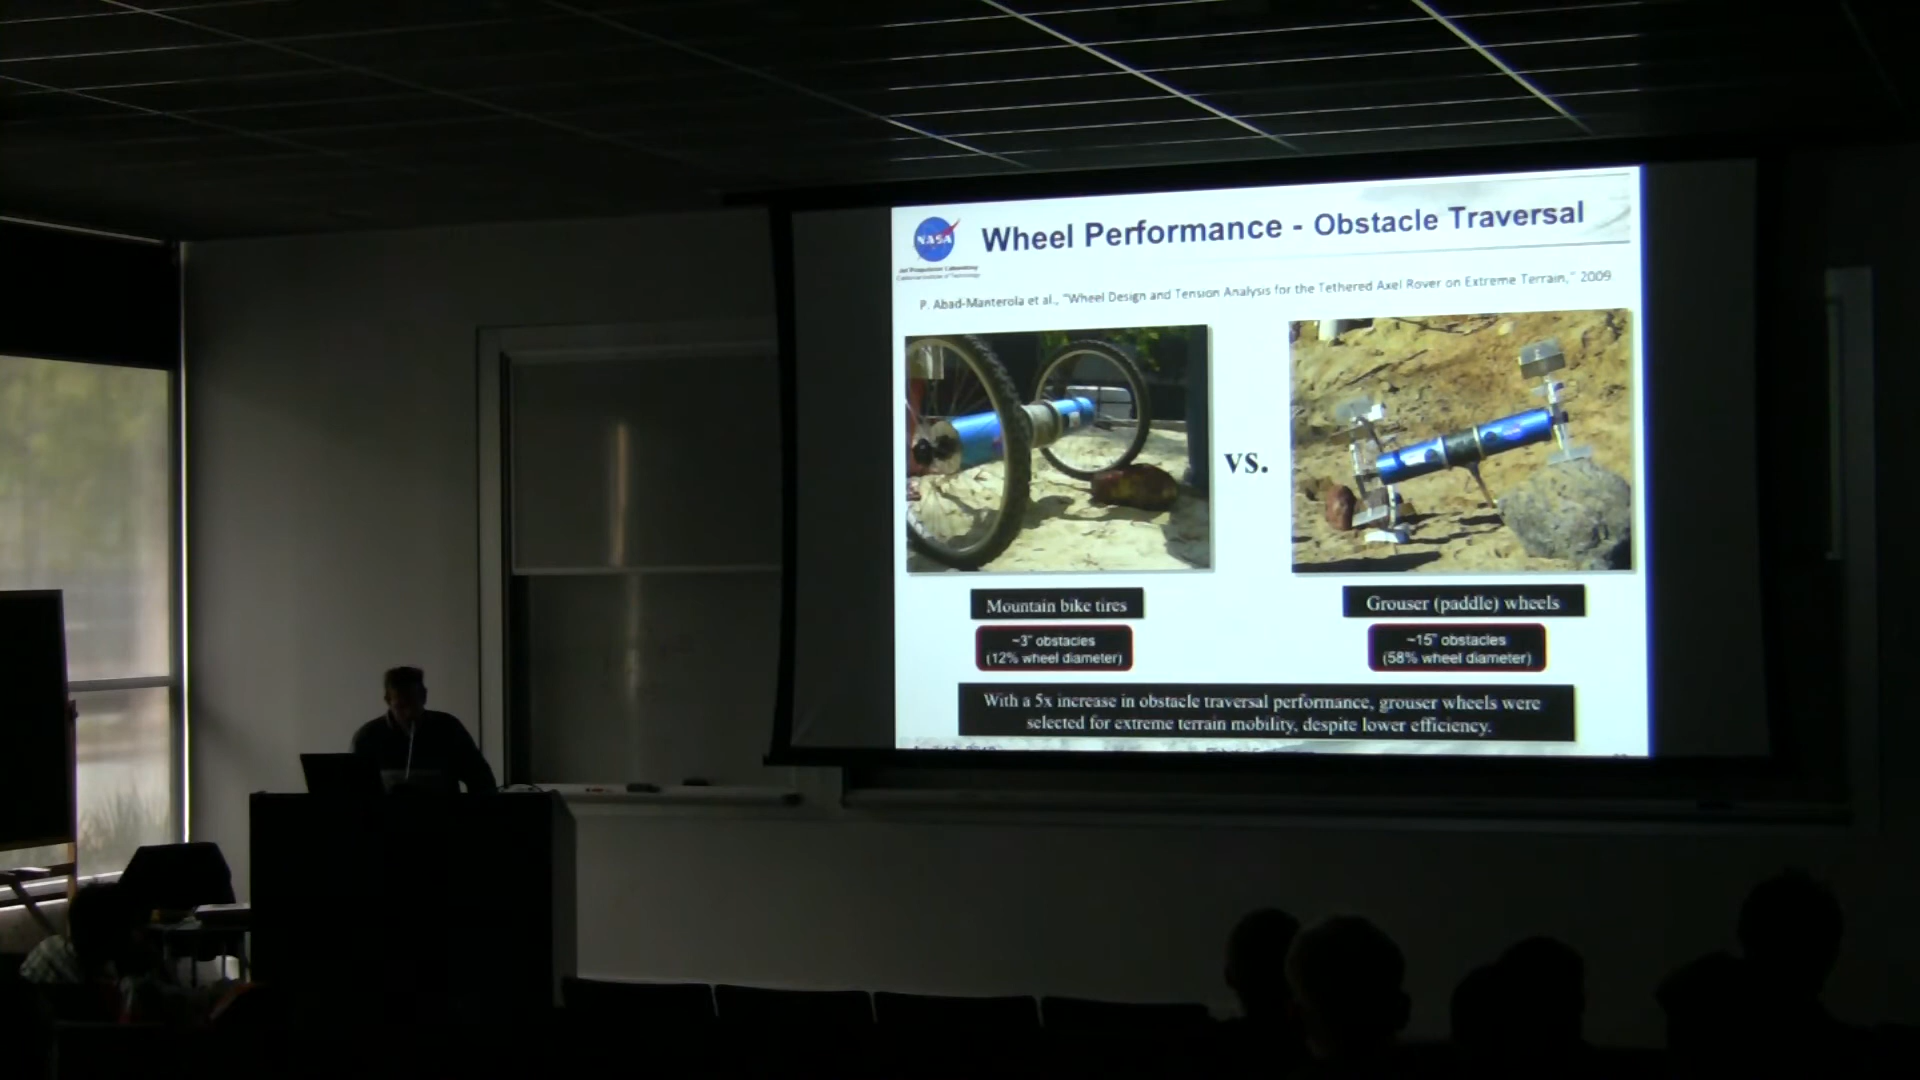 NASA
Wheel Performance - Obstacle Traversal
Jet Propulsion Laboratory
California Institute of Technology
P. Abad-Manterola et al., "Wheel Design and Tension Analysis for the Tethered Axel Rover on Extreme Terrain," 2009
vs.
Mountain bike tires
Grouser (paddle) wheels
~3" obstacles
(12% wheel diameter)
~15" obstacles
(58% wheel diameter)
With a 5x increase in obstacle traversal performance, grouser wheels were
selected for extreme terrain mobility, despite lower efficiency.